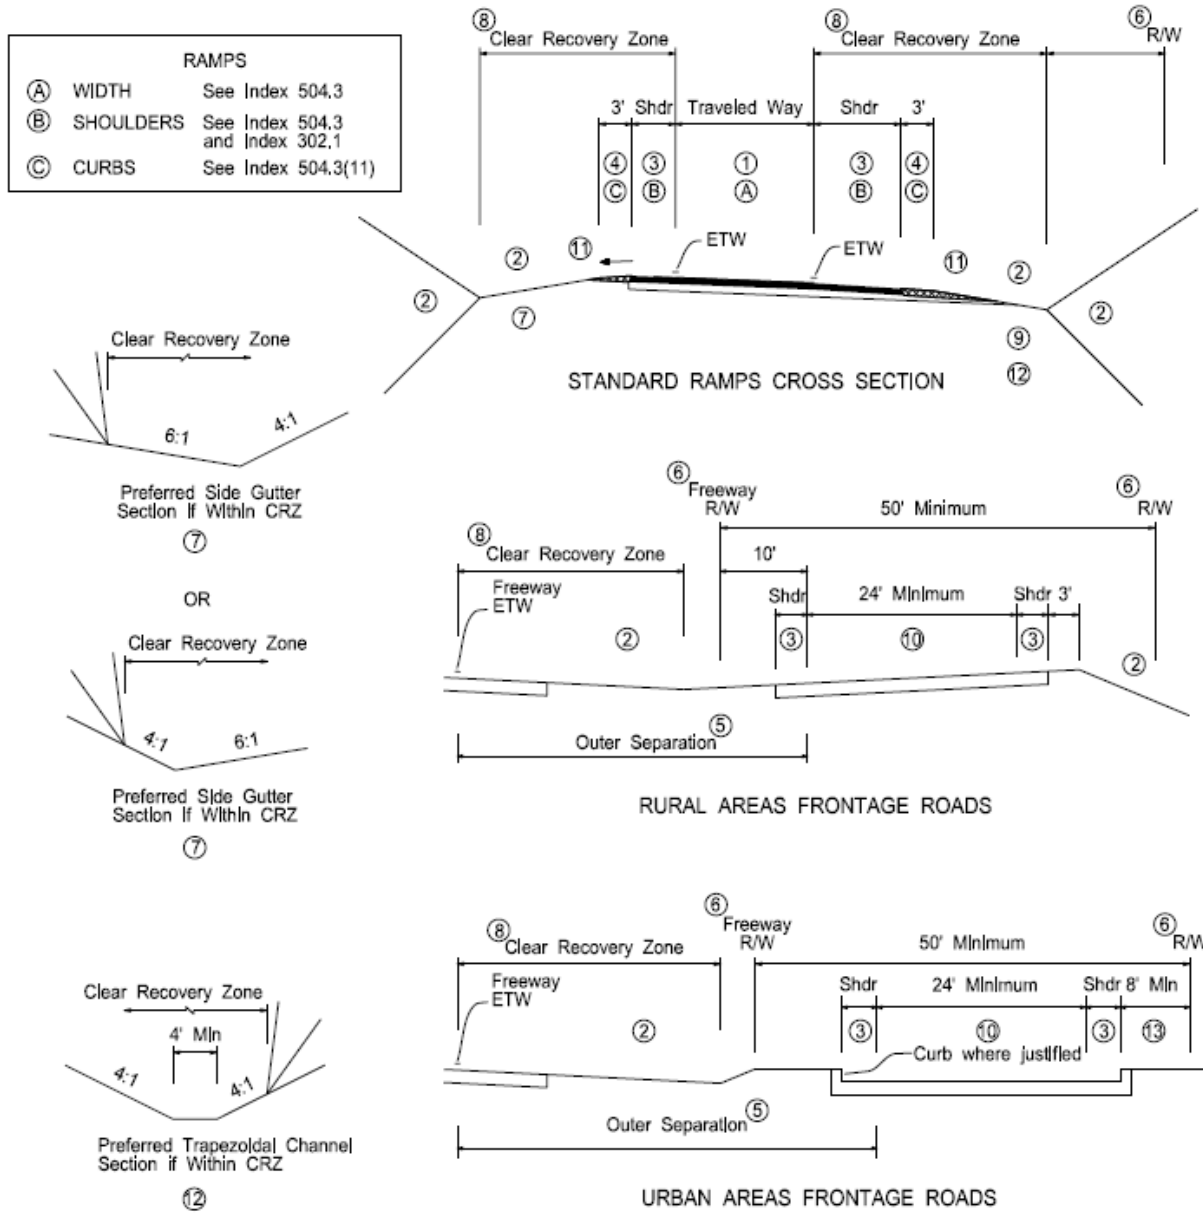 RAMPS
Ⓐ WIDTH See Index 504.3
Ⓑ SHOULDERS See Index 504.3
and Index 302.1
Ⓒ CURBS See Index 504.3(11)
⑧ Clear Recovery Zone
⑧ Clear Recovery Zone
⑥ R/W
3' Shdr Traveled Way Shdr 3'
④ ③ ① ③ ④
Ⓒ Ⓑ Ⓐ Ⓑ Ⓒ
ETW
ETW
② ⑪ ⑪ ②
② ⑦ ②
⑨
⑫
STANDARD RAMPS CROSS SECTION
Clear Recovery Zone
6:1 4:1
Preferred Side Gutter
Section If Within CRZ
⑦
OR
Clear Recovery Zone
4:1 6:1
Preferred Side Gutter
Section If Within CRZ
⑦
Clear Recovery Zone
4' Min
4:1 4:1
Preferred Trapezoidal Channel
Section if Within CRZ
⑫
⑥ Freeway
R/W
⑥ R/W
50' Minimum
⑧ Clear Recovery Zone
10'
Freeway
ETW
Shdr 24' Minimum Shdr 3'
② ③ ⑩ ③ ②
Outer Separation ⑤
RURAL AREAS FRONTAGE ROADS
⑥ Freeway
R/W
⑥ R/W
50' Minimum
⑧ Clear Recovery Zone
Freeway
ETW
Shdr 24' Minimum Shdr 8' Min
② ③ ⑩ ③ ⑬
Curb where justified
Outer Separation ⑤
URBAN AREAS FRONTAGE ROADS